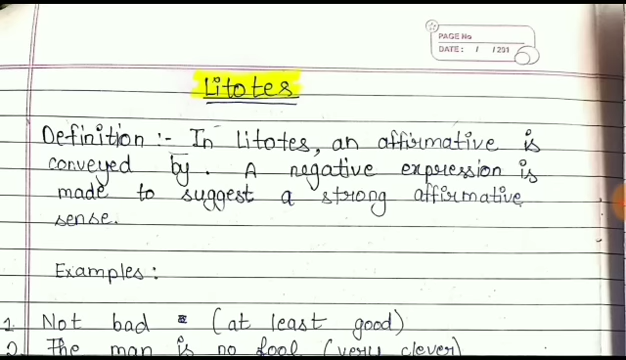 PAGE No
DATE: / /201
Litotes
Definition :- In litotes, an affirmative is
conveyed by. A negative expression is
made to suggest a strong affirmative
sense.
Examples:
1. Not bad = (at least good)
2. The man is no fool (very clever)